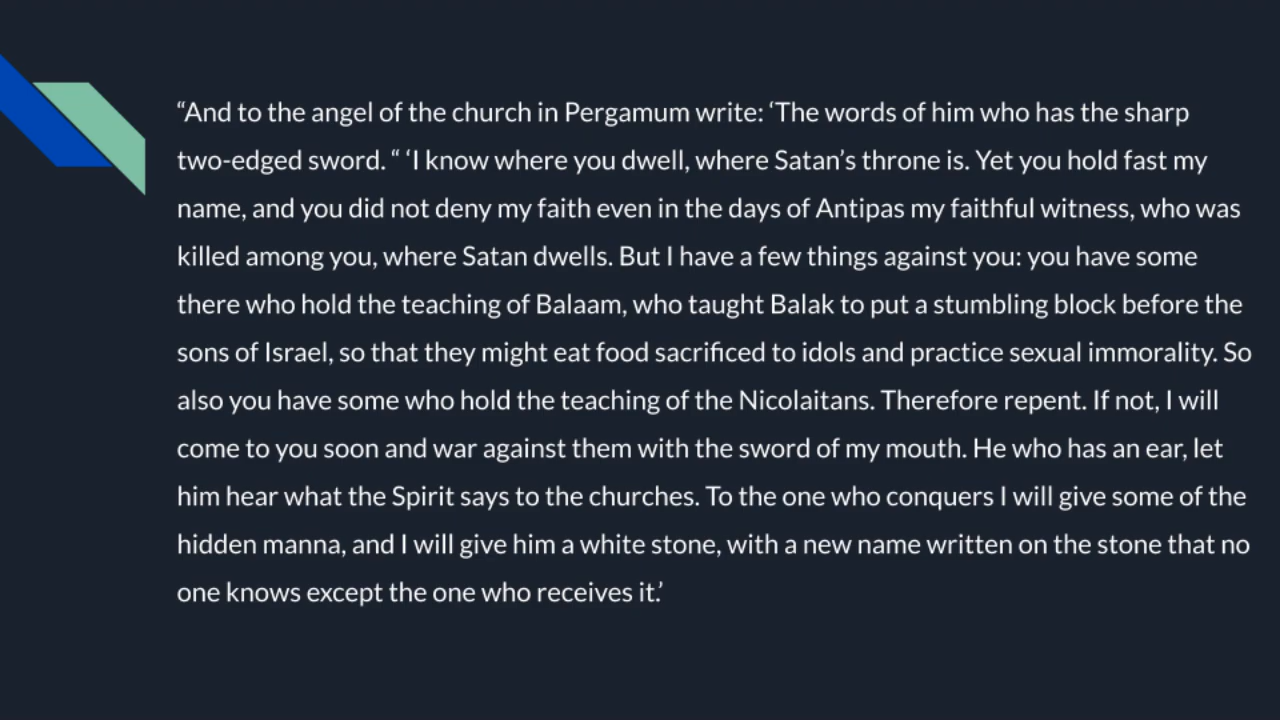 “And to the angel of the church in Pergamum write: ‘The words of him who has the sharp
two-edged sword. “ ‘I know where you dwell, where Satan’s throne is. Yet you hold fast my
name, and you did not deny my faith even in the days of Antipas my faithful witness, who was
killed among you, where Satan dwells. But I have a few things against you: you have some
there who hold the teaching of Balaam, who taught Balak to put a stumbling block before the
sons of Israel, so that they might eat food sacrificed to idols and practice sexual immorality. So
also you have some who hold the teaching of the Nicolaitans. Therefore repent. If not, I will
come to you soon and war against them with the sword of my mouth. He who has an ear, let
him hear what the Spirit says to the churches. To the one who conquers I will give some of the
hidden manna, and I will give him a white stone, with a new name written on the stone that no
one knows except the one who receives it.’